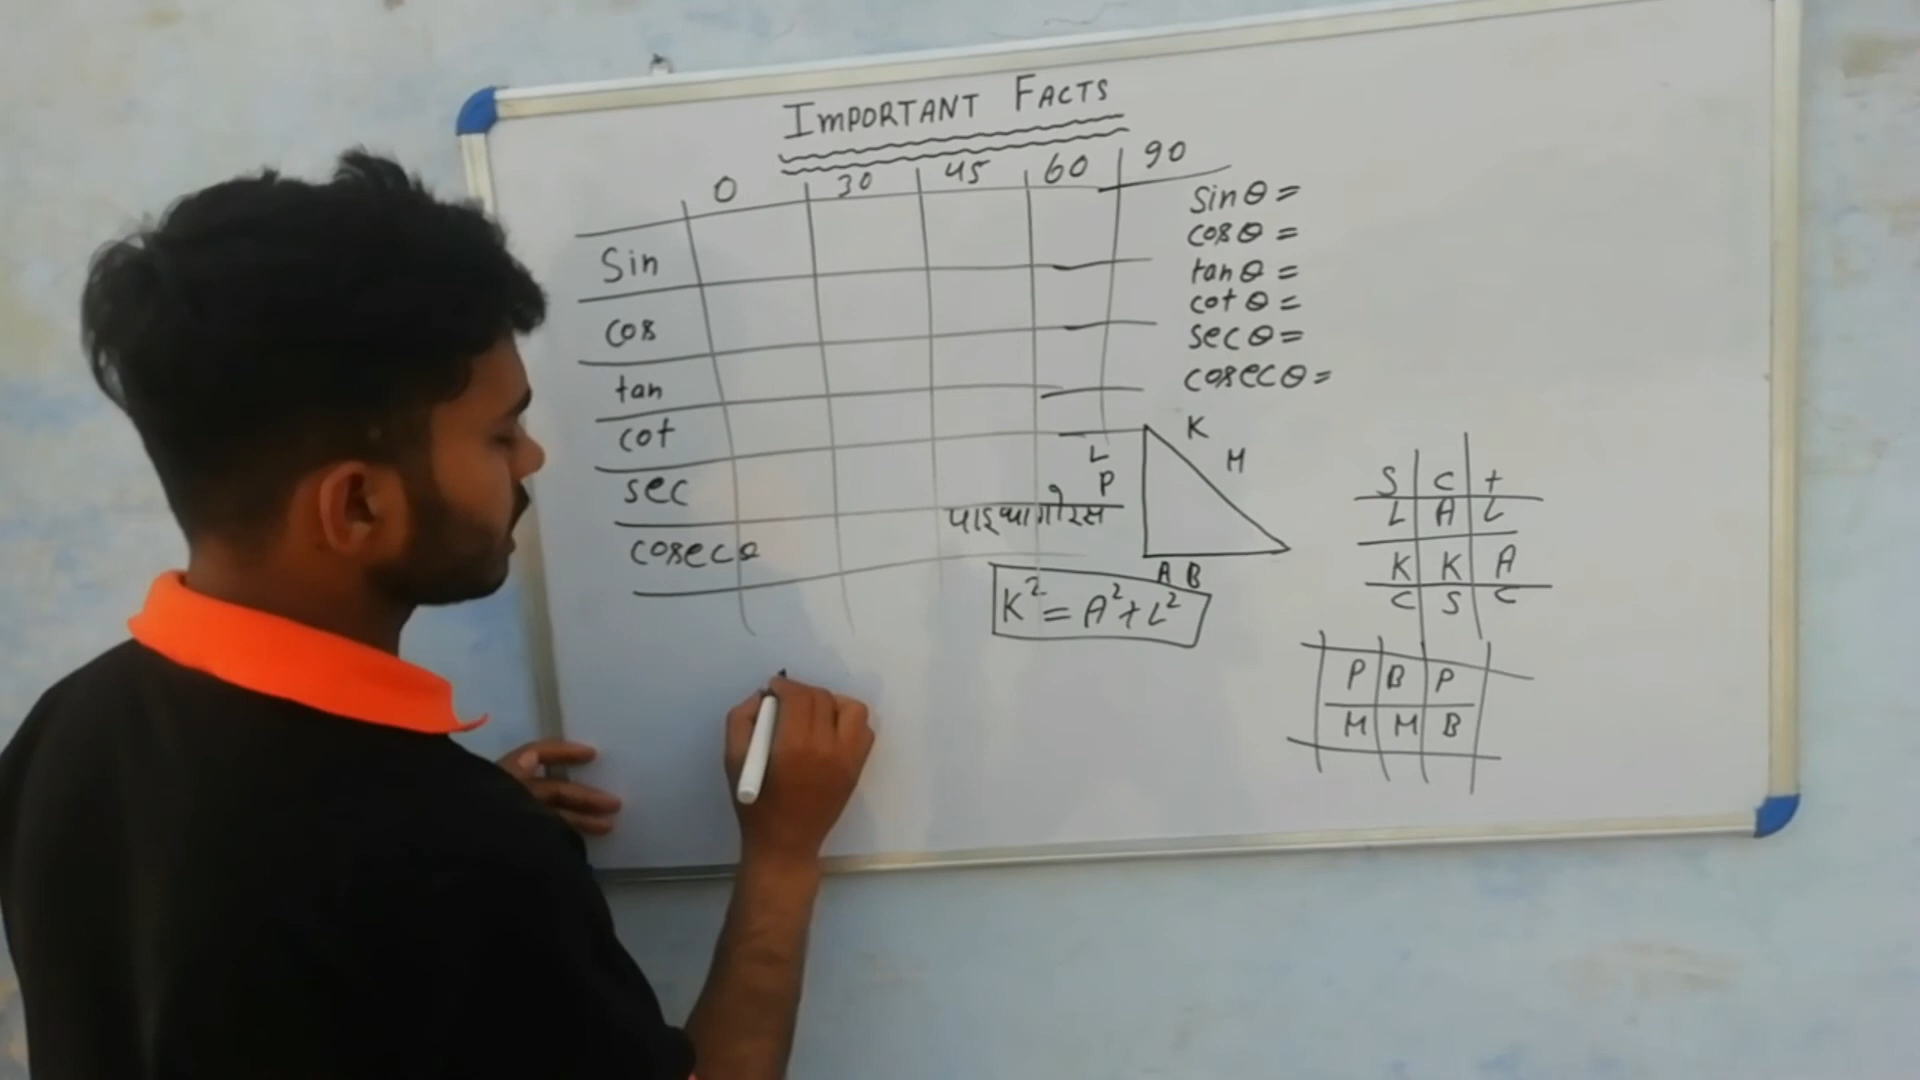 IMPORTANT FACTS
0 30 45 60 90
Sin
cos
tan
cot
sec
cosecθ
sinθ =
cosθ =
tanθ =
cotθ =
secθ =
cosecθ =
K
L
H
P
A B
पाइथागोरस
K² = A² + L²
S C t
L A L
K K A
C S C
P B P
H H B